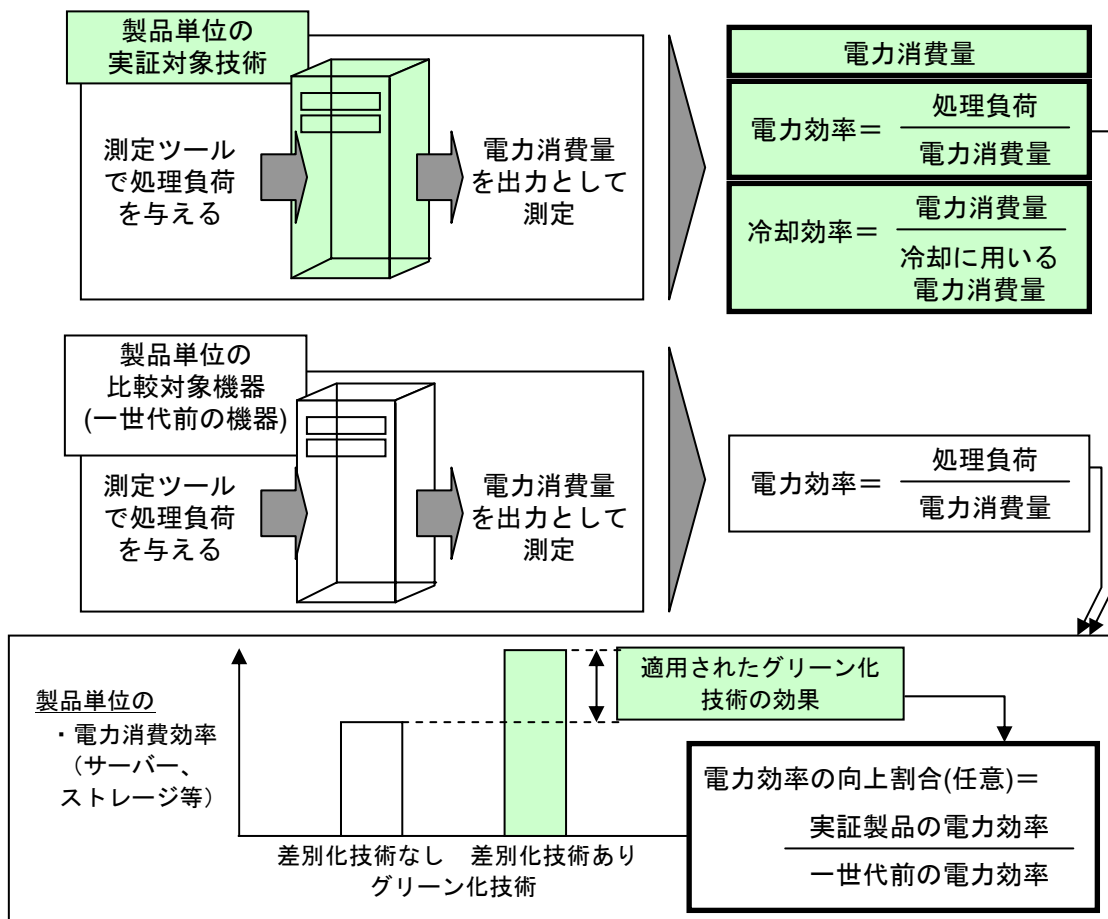 製品単位の
実証対象技術
測定ツール
で処理負荷
を与える
電力消費量
を出力として
測定
電力消費量
電力効率＝
処理負荷
電力消費量
冷却効率＝
電力消費量
冷却に用いる
電力消費量
製品単位の
比較対象機器
(一世代前の機器)
測定ツール
で処理負荷
を与える
電力消費量
を出力として
測定
電力効率＝
処理負荷
電力消費量
製品単位の
・電力消費効率
（サーバー、
ストレージ等）
差別化技術なし 差別化技術あり
グリーン化技術
適用されたグリーン化
技術の効果
電力効率の向上割合(任意)＝
実証製品の電力効率
一世代前の電力効率